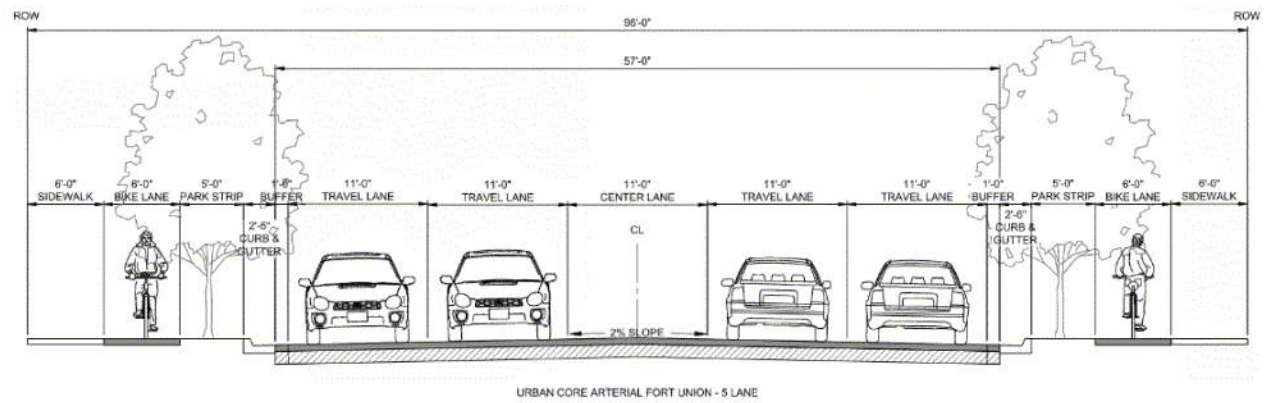 ROW
96'-0"
ROW
57'-0"
6'-0" 6'-0" 5'-0" 1'-0" 11'-0" 11'-0" 11'-0" 11'-0" 11'-0" 1'-0" 5'-0" 6'-0" 6'-0"
SIDEWALK BIKE LANE PARK STRIP BUFFER TRAVEL LANE TRAVEL LANE CENTER LANE TRAVEL LANE TRAVEL LANE BUFFER PARK STRIP BIKE LANE SIDEWALK
2'-6"
CURB &
GUTTER
CL
2'-6"
CURB &
GUTTER
2% SLOPE
URBAN CORE ARTERIAL FORT UNION - 5 LANE